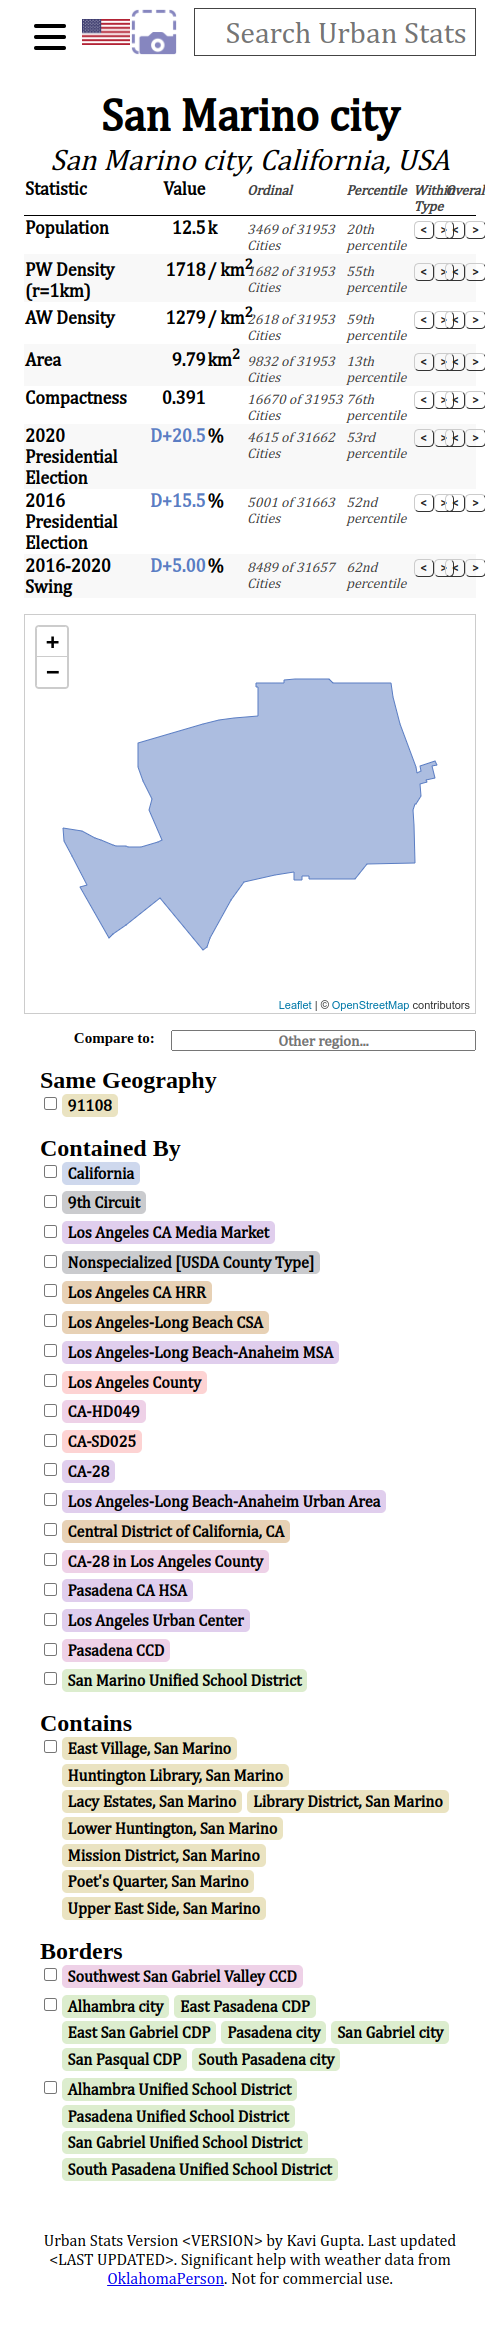 Search Urban Stats
San Marino city
San Marino city, California, USA
Statistic Value Ordinal Percentile Within Type Overall
Population 12.5 k 3469 of 31953 Cities 20th percentile < > < >
PW Density (r=1km) 1718 / km² 1682 of 31953 Cities 55th percentile < > < >
AW Density 1279 / km² 2618 of 31953 Cities 59th percentile < > < >
Area 9.79 km² 9832 of 31953 Cities 13th percentile < > < >
Compactness 0.391 16670 of 31953 Cities 76th percentile < > < >
2020 Presidential Election D+20.5 % 4615 of 31662 Cities 53rd percentile < > < >
2016 Presidential Election D+15.5 % 5001 of 31663 Cities 52nd percentile < > < >
2016-2020 Swing D+5.00 % 8489 of 31657 Cities 62nd percentile < > < >
+
−
Leaflet | © OpenStreetMap contributors
Compare to: Other region...
Same Geography
91108
Contained By
California
9th Circuit
Los Angeles CA Media Market
Nonspecialized [USDA County Type]
Los Angeles CA HRR
Los Angeles-Long Beach CSA
Los Angeles-Long Beach-Anaheim MSA
Los Angeles County
CA-HD049
CA-SD025
CA-28
Los Angeles-Long Beach-Anaheim Urban Area
Central District of California, CA
CA-28 in Los Angeles County
Pasadena CA HSA
Los Angeles Urban Center
Pasadena CCD
San Marino Unified School District
Contains
East Village, San Marino
Huntington Library, San Marino
Lacy Estates, San Marino Library District, San Marino
Lower Huntington, San Marino
Mission District, San Marino
Poet's Quarter, San Marino
Upper East Side, San Marino
Borders
Southwest San Gabriel Valley CCD
Alhambra city East Pasadena CDP
East San Gabriel CDP Pasadena city San Gabriel city
San Pasqual CDP South Pasadena city
Alhambra Unified School District
Pasadena Unified School District
San Gabriel Unified School District
South Pasadena Unified School District
Urban Stats Version <VERSION> by Kavi Gupta. Last updated
<LAST UPDATED>. Significant help with weather data from
OklahomaPerson. Not for commercial use.